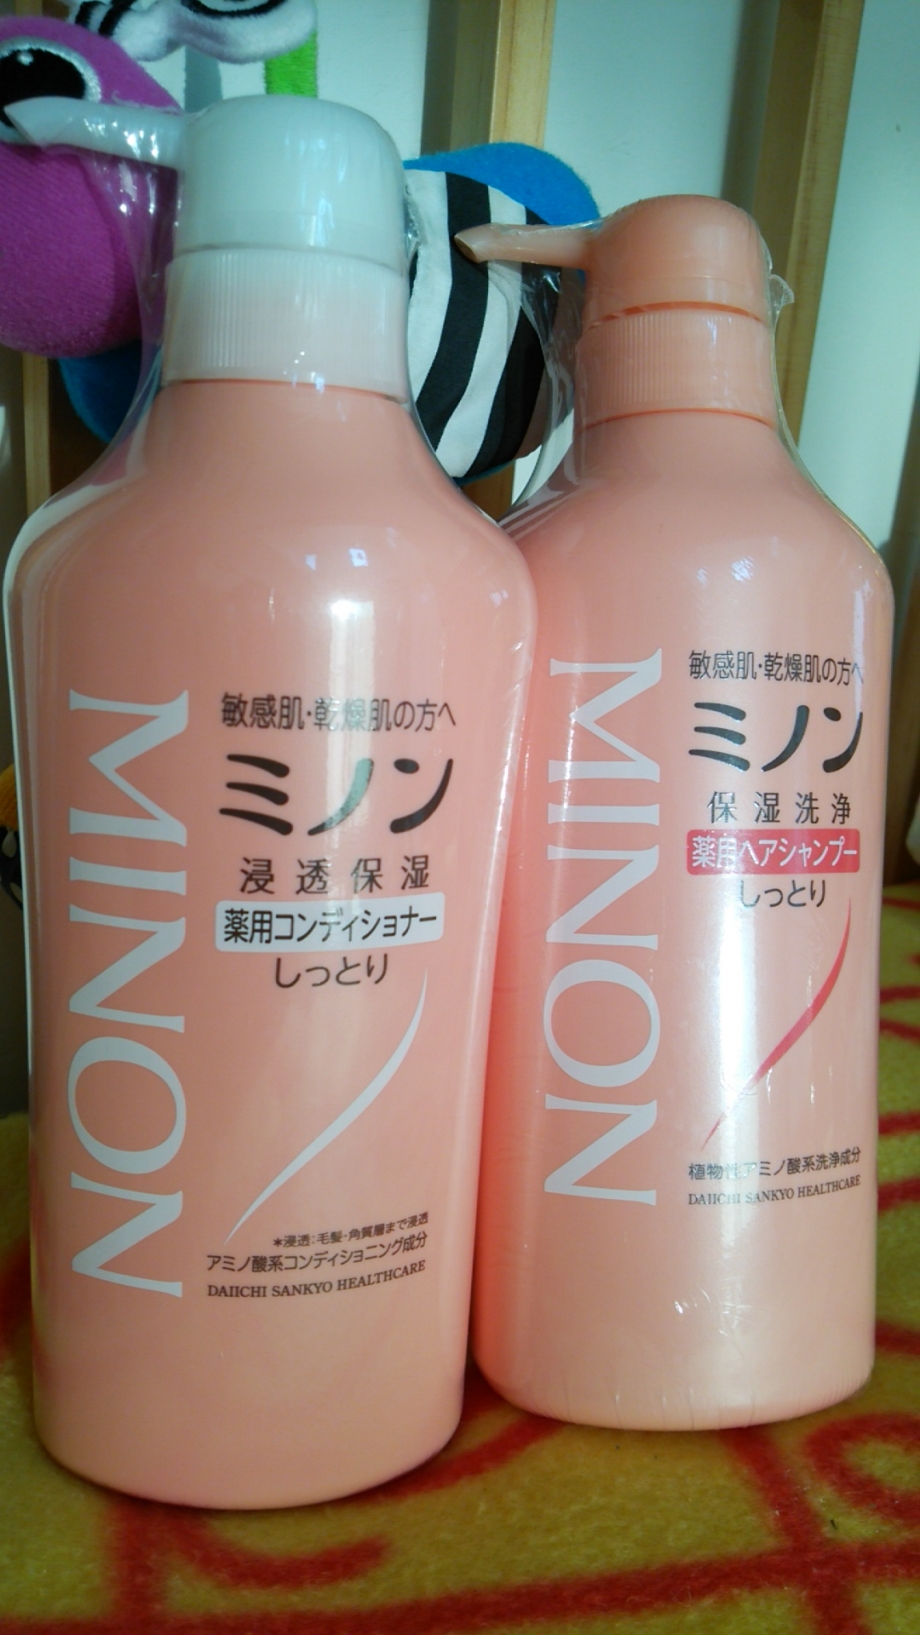 MINON
敏感肌・乾燥肌の方へ
ミノン
浸透保湿
薬用コンディショナー
しっとり
*浸透:毛髪・角質層まで浸透
アミノ酸系コンディショニング成分
DAIICHI SANKYO HEALTHCARE
MINON
敏感肌・乾燥肌の方へ
ミノン
保湿洗浄
薬用ヘアシャンプー
しっとり
植物性アミノ酸系洗浄成分
DAIICHI SANKYO HEALTHCARE